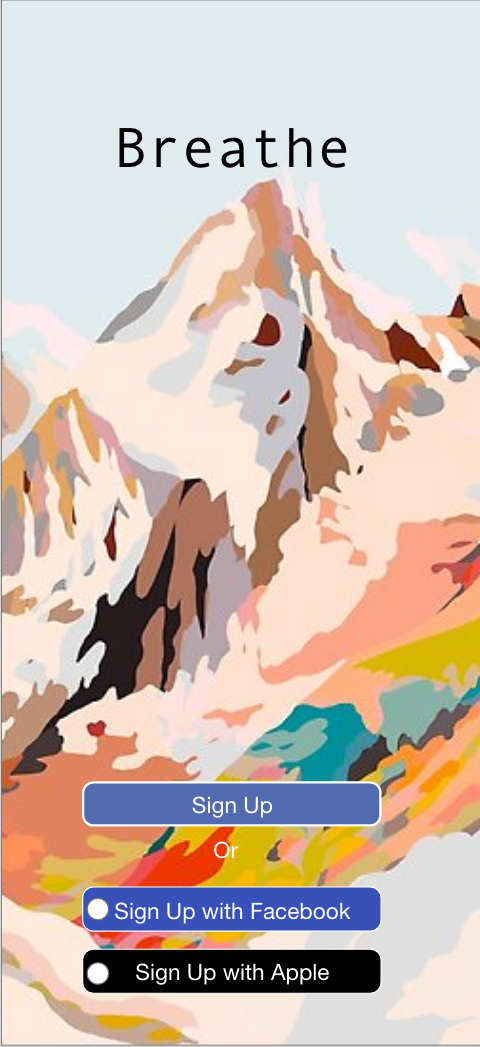 Breathe
Sign Up
Or
Sign Up with Facebook
Sign Up with Apple